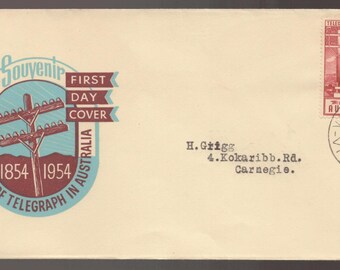 Souvenir
FIRST
DAY
COVER
1854 1954
OF TELEGRAPH IN AUSTRALIA
H.Grigg
4.Kokaribb.Rd.
Carnegie.